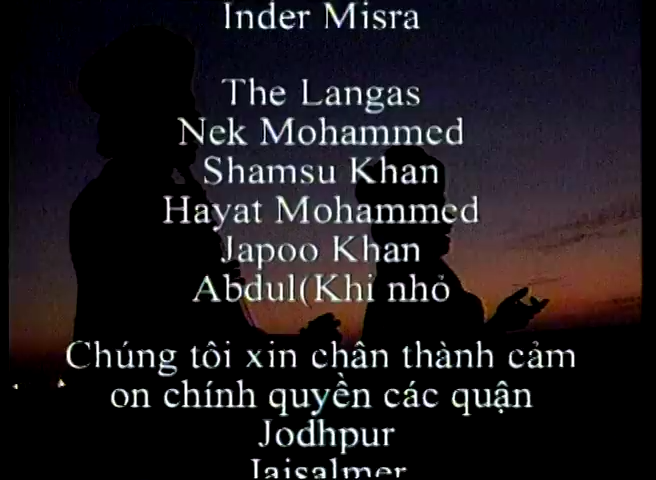 Inder Misra
The Langas
Nek Mohammed
Shamsu Khan
Hayat Mohammed
Japoo Khan
Abdul(Khi nhỏ
Chúng tôi xin chân thành cảm
on chính quyền các quận
Jodhpur
Jaisalmer